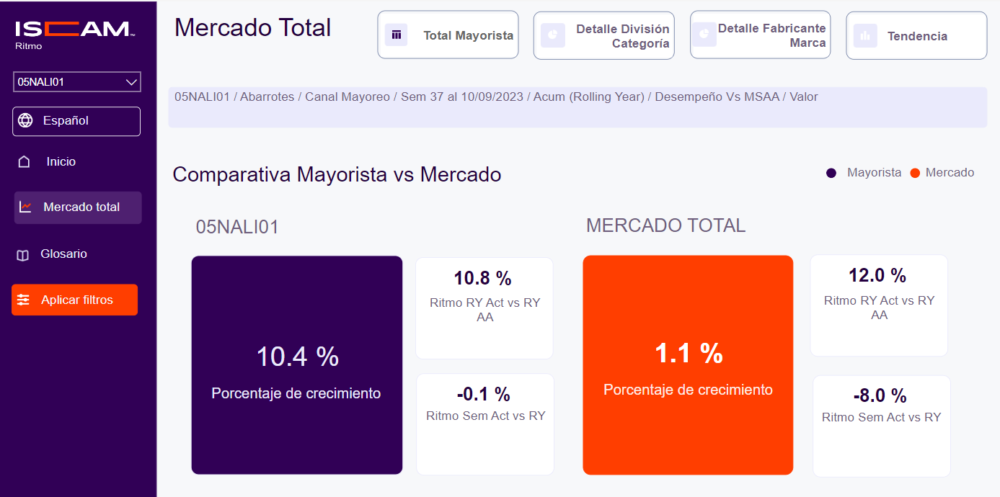 ISCAM™
Ritmo
05NALI01
Español
Inicio
Mercado total
Glosario
Aplicar filtros
Mercado Total
Total Mayorista
Detalle División
Categoría
Detalle Fabricante
Marca
Tendencia
05NALI01 / Abarrotes / Canal Mayoreo / Sem 37 al 10/09/2023 / Acum (Rolling Year) / Desempeño Vs MSAA / Valor
Comparativa Mayorista vs Mercado
Mayorista
Mercado
05NALI01
10.4 %
Porcentaje de crecimiento
10.8 %
Ritmo RY Act vs RY
AA
-0.1 %
Ritmo Sem Act vs RY
MERCADO TOTAL
1.1 %
Porcentaje de crecimiento
12.0 %
Ritmo RY Act vs RY
AA
-8.0 %
Ritmo Sem Act vs RY